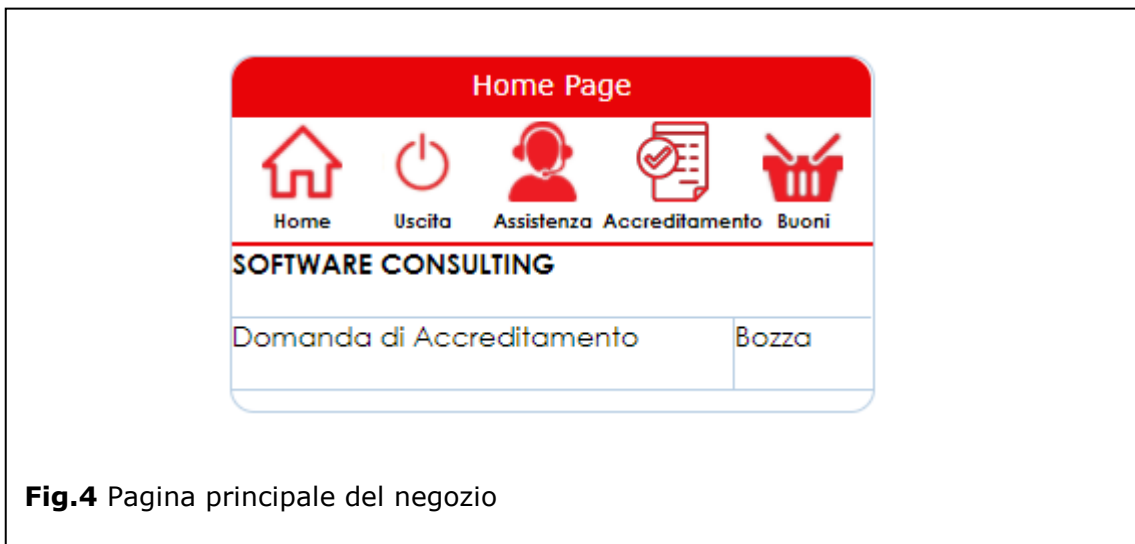 Home Page
Home Uscita Assistenza Accreditamento Buoni
SOFTWARE CONSULTING
Domanda di Accreditamento Bozza
Fig.4 Pagina principale del negozio